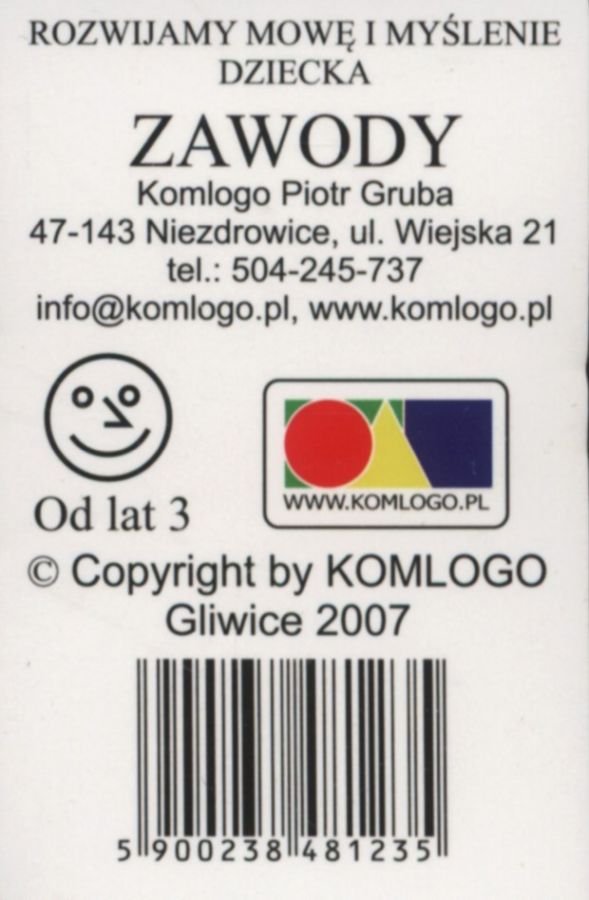 ROZWIJAMY MOWĘ I MYŚLENIE
DZIECKA
ZAWODY
Komlogo Piotr Gruba
47-143 Niezdrowice, ul. Wiejska 21
tel.: 504-245-737
info@komlogo.pl, www.komlogo.pl
Od lat 3
WWW.KOMLOGO.PL
© Copyright by KOMLOGO
Gliwice 2007
5 900238 481235